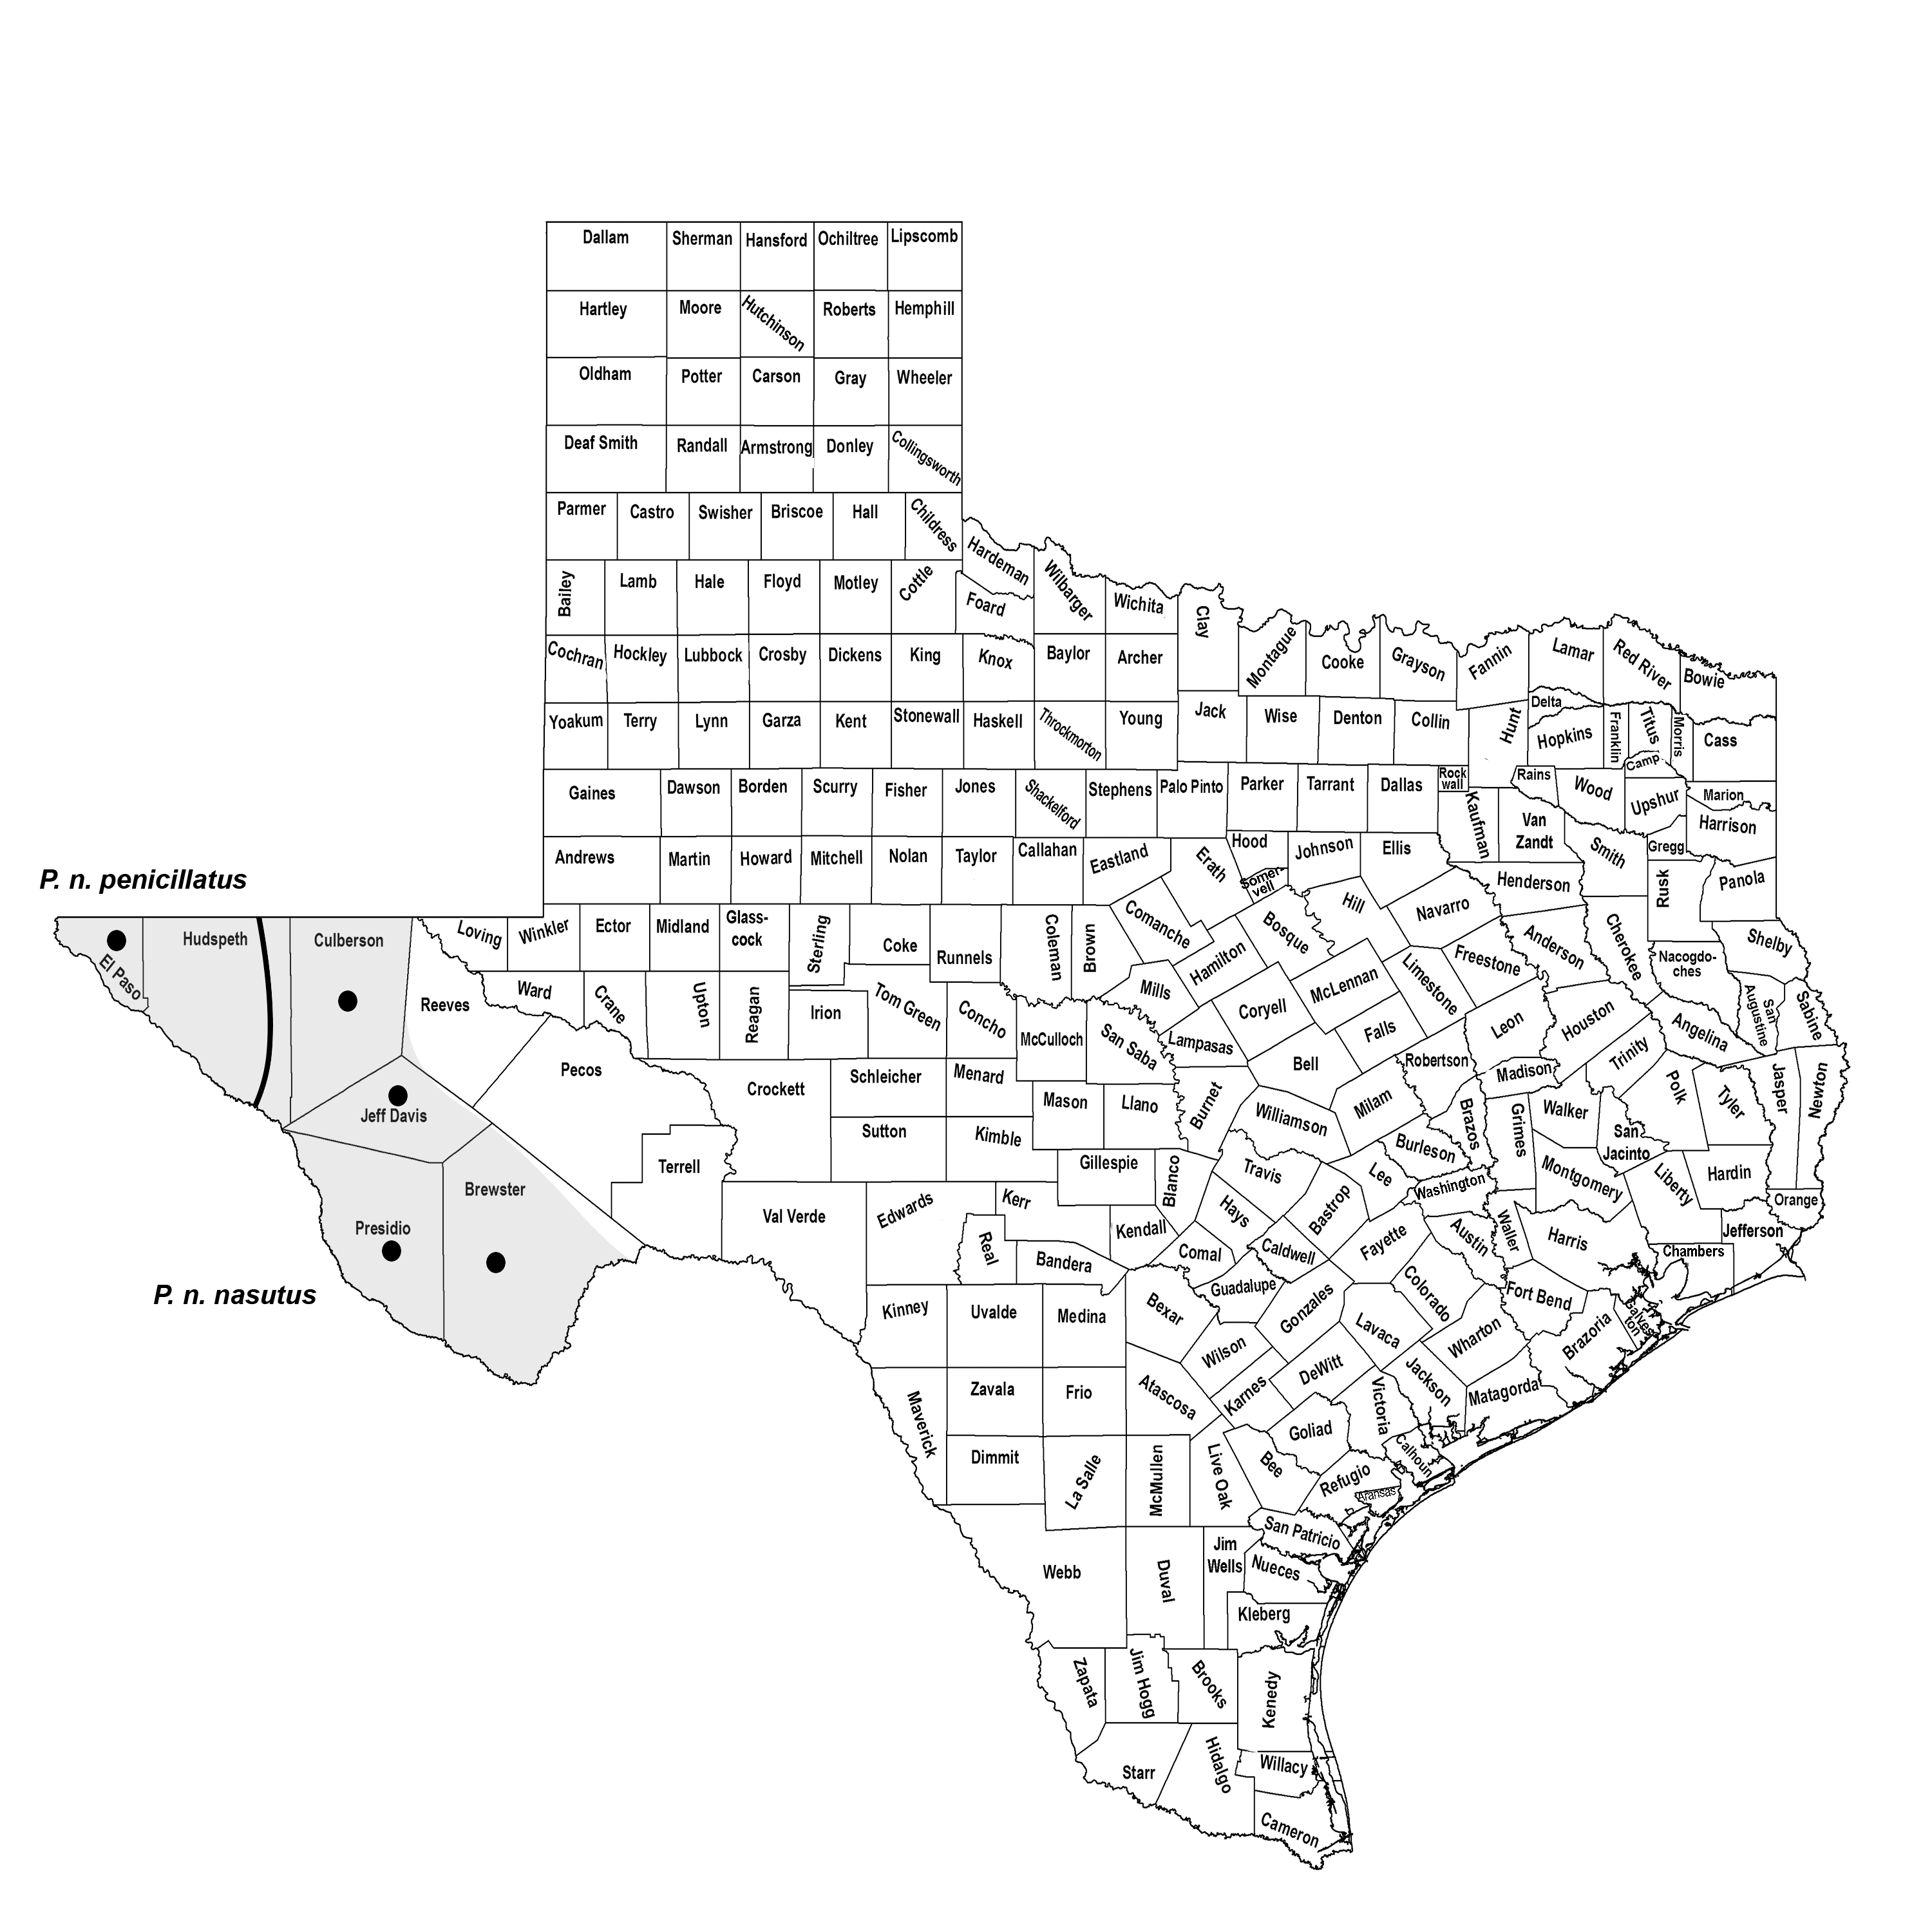 Dallam Sherman Hansford Ochiltree Lipscomb
Hartley Moore Hutchinson Roberts Hemphill
Oldham Potter Carson Gray Wheeler
Deaf Smith Randall Armstrong Donley Collingsworth
Parmer Castro Swisher Briscoe Hall Childress
Hardeman
Bailey Lamb Hale Floyd Motley Cottle Foard Wilbarger Wichita Clay
Cochran Hockley Lubbock Crosby Dickens King Knox Baylor Archer Montague Cooke Grayson Fannin Lamar Red River Bowie
Yoakum Terry Lynn Garza Kent Stonewall Haskell Throckmorton Young Jack Wise Denton Collin Hunt Delta Hopkins Franklin Titus Morris Cass
Gaines Dawson Borden Scurry Fisher Jones Shackelford Stephens Palo Pinto Parker Tarrant Dallas Rock
wall
Kaufman Rains Wood Camp Upshur Marion
Van
Zandt
Harrison
Andrews Martin Howard Mitchell Nolan Taylor Callahan Eastland Erath Hood Johnson Ellis Smith Gregg
Somer-
vell
Henderson Rusk Panola
P. n. penicillatus
El Paso Hudspeth Culberson Loving Winkler Ector Midland Glass-
cock
Sterling Coke Runnels Coleman Brown Comanche Hamilton Bosque Hill Navarro Anderson Cherokee Shelby
Nacogdo-
ches
Reeves Ward Crane Upton Reagan Irion Tom Green Concho Mills Coryell McLennan Limestone Freestone
McCulloch San Saba Lampasas Bell Falls Leon Houston Angelina San
Augustine
Sabine
Pecos Crockett Schleicher Menard Robertson Madison Trinity Polk Tyler Jasper Newton
Jeff Davis Mason Llano Burnet Williamson Milam Brazos Grimes Walker San
Jacinto
Sutton Kimble Gillespie Blanco Travis Lee Burleson Washington Montgomery Liberty Hardin Orange
Terrell Brewster Presidio Val Verde Edwards Kerr Real Kendall Hays Bastrop Fayette Austin Waller Harris Jefferson
Chambers
P. n. nasutus
Bandera Comal Caldwell Guadalupe Gonzales Colorado Fort Bend
Galves-
ton
Kinney Uvalde Medina Bexar Wilson Lavaca Wharton Brazoria
Maverick Zavala Frio Atascosa Karnes DeWitt Victoria Jackson Matagorda
Dimmit La Salle McMullen Live Oak Bee Goliad Refugio Calhoun
Aransas
San Patricio
Webb Duval Jim
Wells
Nueces
Kleberg
Zapata Jim Hogg Brooks Kenedy
Starr Hidalgo Willacy
Cameron